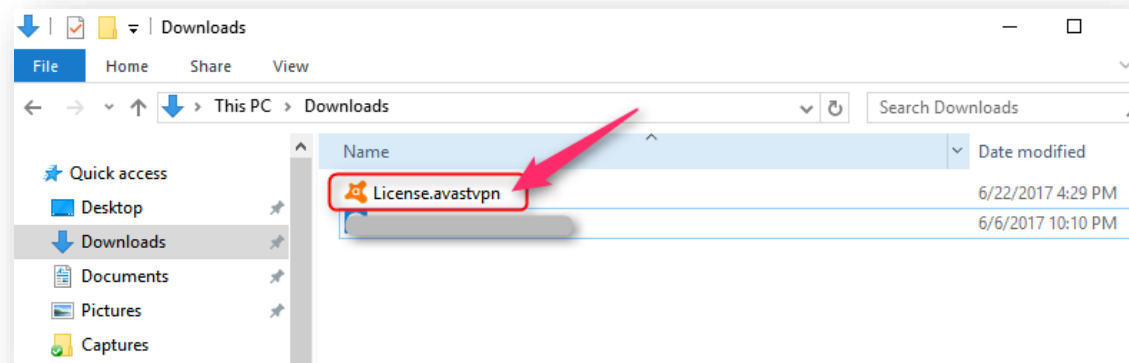 Downloads
File Home Share View
This PC > Downloads
Search Downloads
Name Date modified
Quick access
License.avastvpn 6/22/2017 4:29 PM
Desktop
6/6/2017 10:10 PM
Downloads
Documents
Pictures
Captures